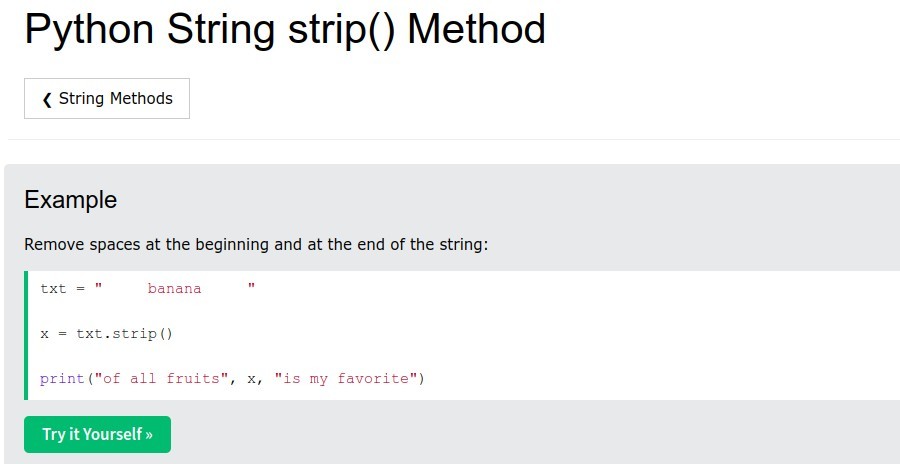 Python String strip() Method
❮ String Methods
Example
Remove spaces at the beginning and at the end of the string:
txt = "     banana     "
x = txt.strip()
print("of all fruits", x, "is my favorite")
Try it Yourself »